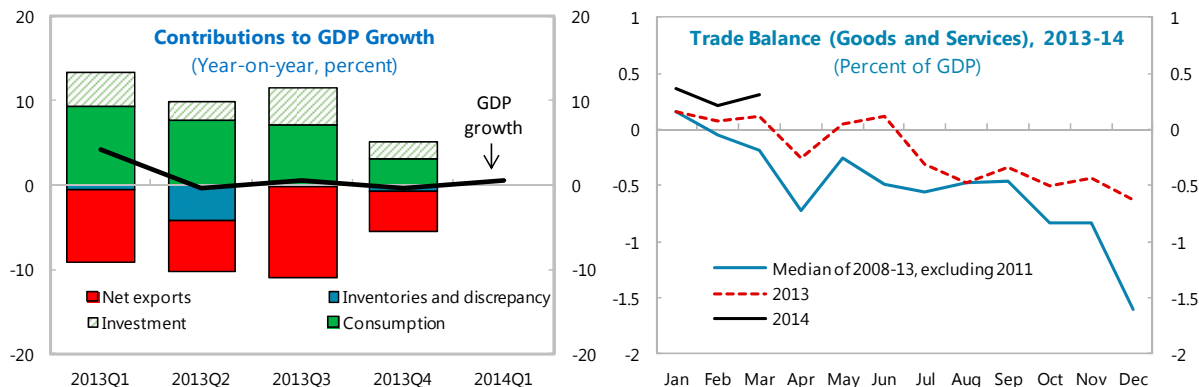 Contributions to GDP Growth
(Year-on-year, percent)
20
10
0
-10
-20
20
10
0
-10
-20
GDP
growth
Net exports
Inventories and discrepancy
Investment
Consumption
2013Q1 2013Q2 2013Q3 2013Q4 2014Q1
Trade Balance (Goods and Services), 2013-14
(Percent of GDP)
1
0.5
0
-0.5
-1
-1.5
-2
1
0.5
0
-0.5
-1
-1.5
-2
Median of 2008-13, excluding 2011
2013
2014
Jan Feb Mar Apr May Jun Jul Aug Sep Oct Nov Dec